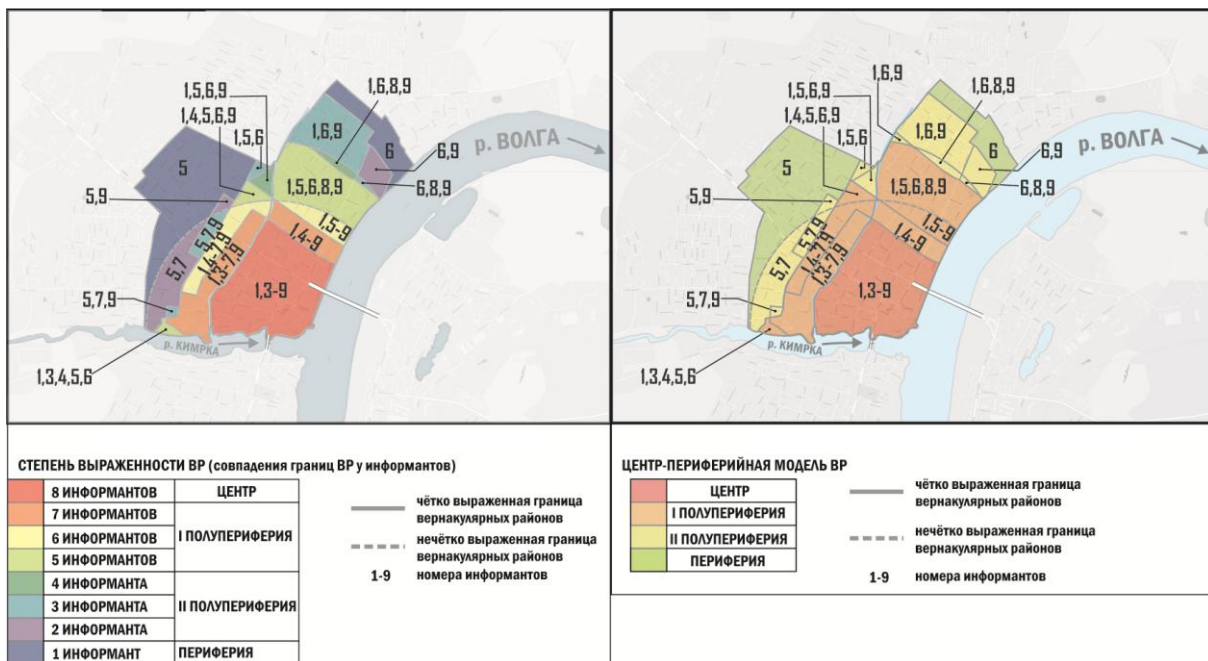 1,5,6,9
1,4,5,6,9
1,5,6
1,6,8,9
1,6,9
5
6
6,9
6,8,9
р. ВОЛГА
5,9
1,5,6,8,9
1,5-9
5,7,9
1,4-7,9
1,3-7,9
1,4-9
5,7
1,3-9
5,7,9
р. КИМРКА
1,3,4,5,6
1,6,9
1,5,6,9
1,4,5,6,9
1,5,6
1,6,8,9
1,6,9
5
6
6,9
6,8,9
р. ВОЛГА
5,9
1,5,6,8,9
1,5-9
5,7,9
1,4-7,9
1,3-7,9
1,4-9
5,7
1,3-9
5,7,9
р. КИМРКА
1,3,4,5,6
СТЕПЕНЬ ВЫРАЖЕННОСТИ ВР (совпадения границ ВР у информантов)
8 ИНФОРМАНТОВ ЦЕНТР
7 ИНФОРМАНТОВ
6 ИНФОРМАНТОВ I ПОЛУПЕРИФЕРИЯ
5 ИНФОРМАНТОВ
4 ИНФОРМАНТА
3 ИНФОРМАНТА II ПОЛУПЕРИФЕРИЯ
2 ИНФОРМАНТА
1 ИНФОРМАНТ ПЕРИФЕРИЯ
чётко выраженная граница
вернакулярных районов
нечётко выраженная граница
вернакулярных районов
1-9 номера информантов
ЦЕНТР-ПЕРИФЕРИЙНАЯ МОДЕЛЬ ВР
ЦЕНТР
I ПОЛУПЕРИФЕРИЯ
II ПОЛУПЕРИФЕРИЯ
ПЕРИФЕРИЯ
чётко выраженная граница
вернакулярных районов
нечётко выраженная граница
вернакулярных районов
1-9 номера информантов